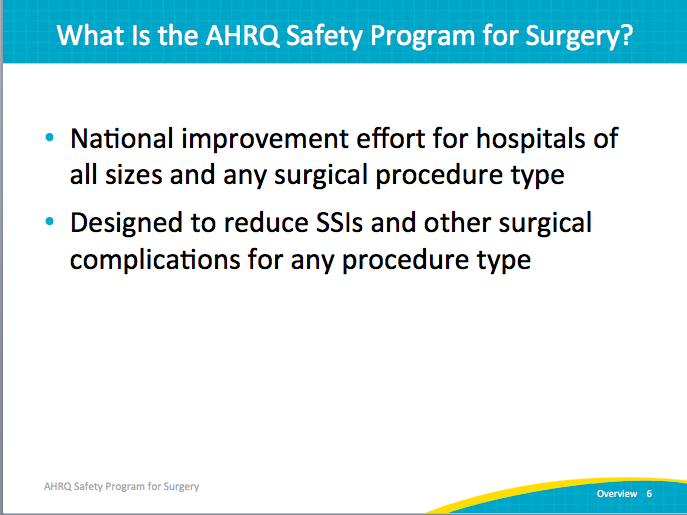 What Is the AHRQ Safety Program for Surgery?
• National improvement effort for hospitals of
all sizes and any surgical procedure type
• Designed to reduce SSIs and other surgical
complications for any procedure type
AHRQ Safety Program for Surgery
Overview 6